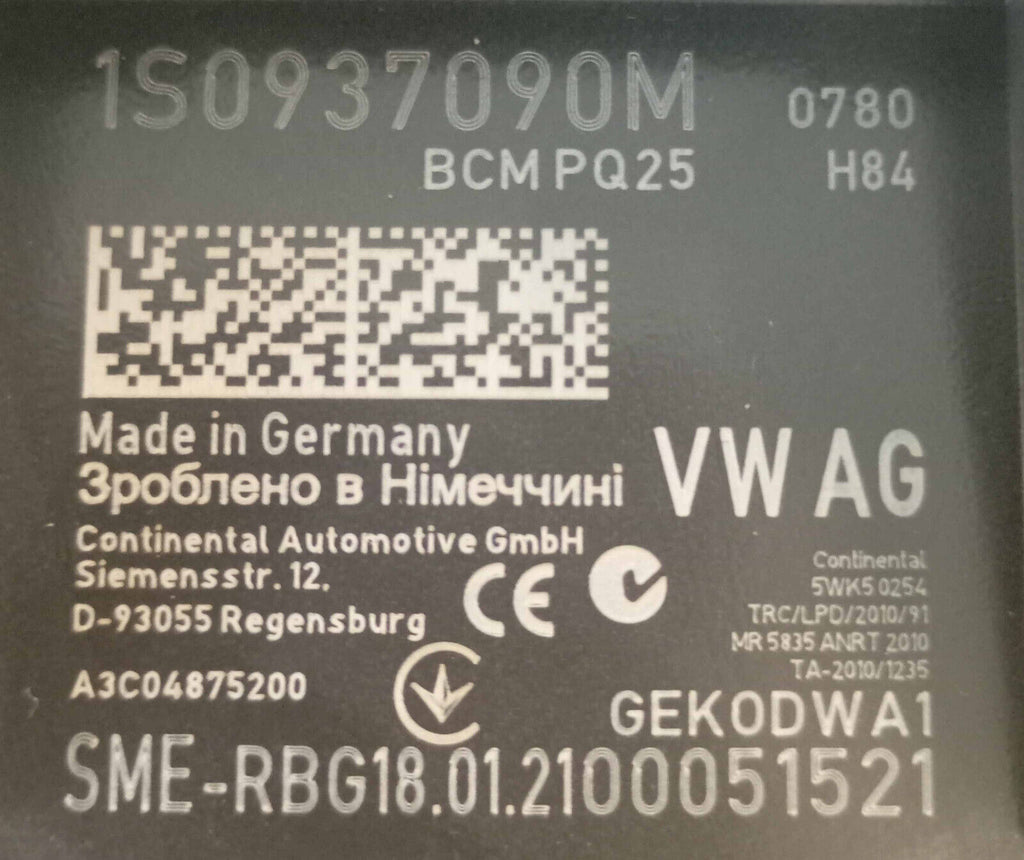 1S0937090M 0780
BCM PQ25 H84
Made in Germany
Зроблено в Німеччині
VW AG
Continental Automotive GmbH
Siemensstr. 12,
D-93055 Regensburg
CE
Continental
5WK5 0254
TRC/LPD/2010/91
MR 5835 ANRT 2010
TA-2010/1235
A3C04875200
GEKODWA1
SME-RBG18.01.2100051521